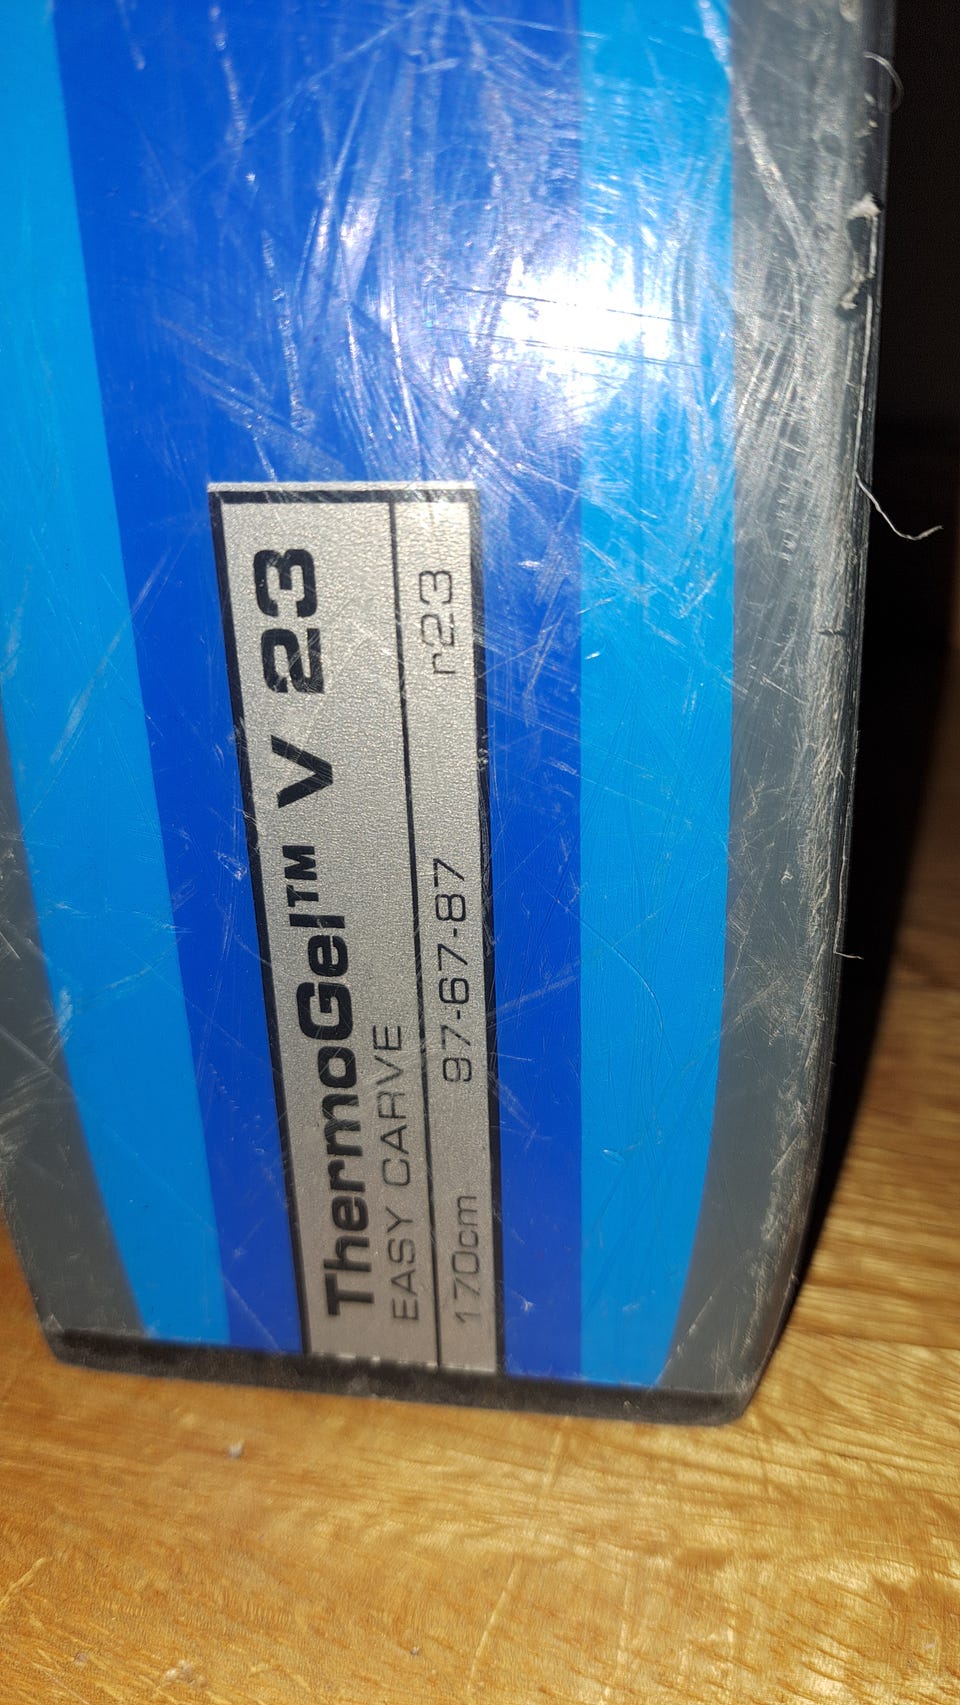 ThermoGel™ V 23
EASY CARVE
170cm 97-67-87 r23